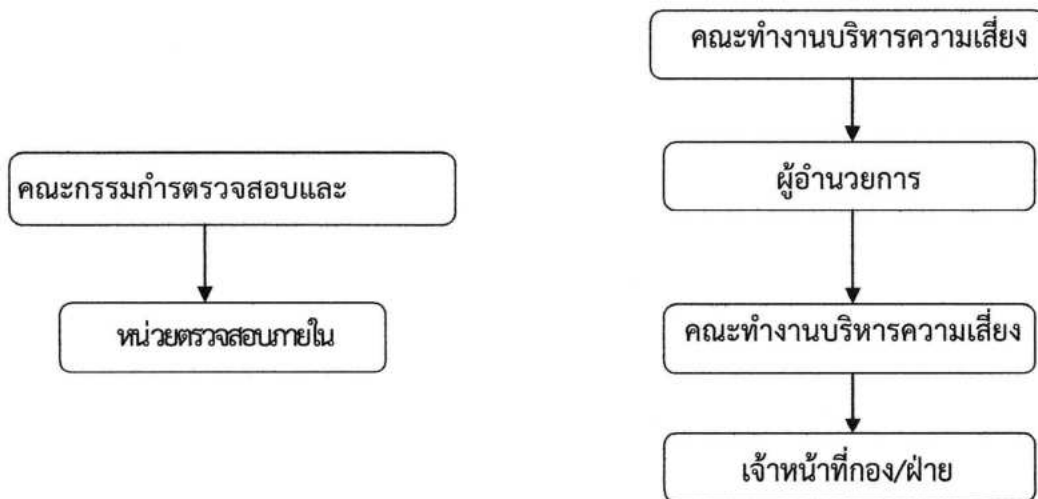 คณะกรรมกำรตรวจสอบและ
หน่วยตรวจสอบภายใน
คณะทำงานบริหารความเสี่ยง
ผู้อำนวยการ
คณะทำงานบริหารความเสี่ยง
เจ้าหน้าที่กอง/ฝ่าย